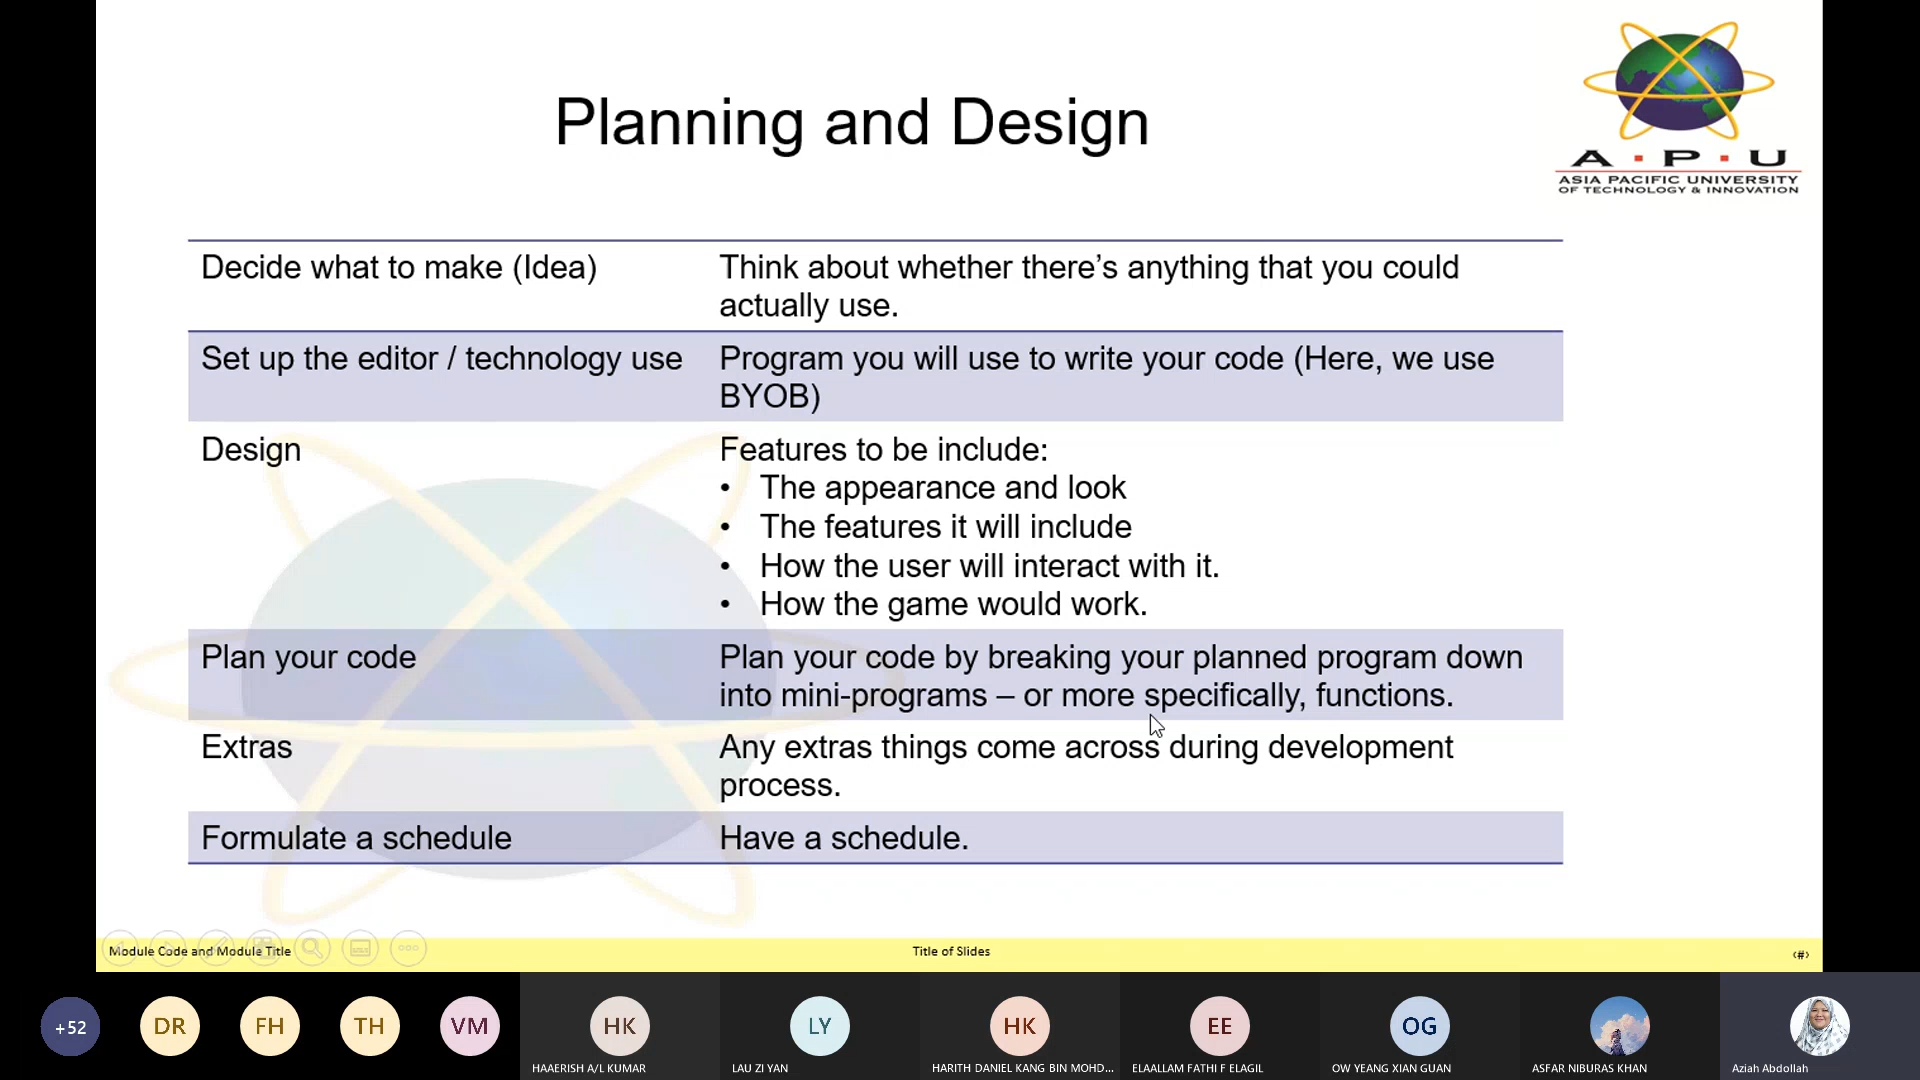 Planning and Design
A·P·U
ASIA PACIFIC UNIVERSITY
OF TECHNOLOGY & INNOVATION
Decide what to make (Idea)
Think about whether there’s anything that you could
actually use.
Set up the editor / technology use
Program you will use to write your code (Here, we use
BYOB)
Design
Features to be include:
• The appearance and look
• The features it will include
• How the user will interact with it.
• How the game would work.
Plan your code
Plan your code by breaking your planned program down
into mini-programs – or more specifically, functions.
Extras
Any extras things come across during development
process.
Formulate a schedule
Have a schedule.
Module Code and Module Title
Title of Slides
‹#›
+52
DR
FH
TH
VM
HK
LY
HK
EE
OG
HAAERISH A/L KUMAR
LAU ZI YAN
HARITH DANIEL KANG BIN MOHD...
ELAALLAM FATHI F ELAGIL
OW YEANG XIAN GUAN
ASFAR NIBURAS KHAN
Aziah Abdollah